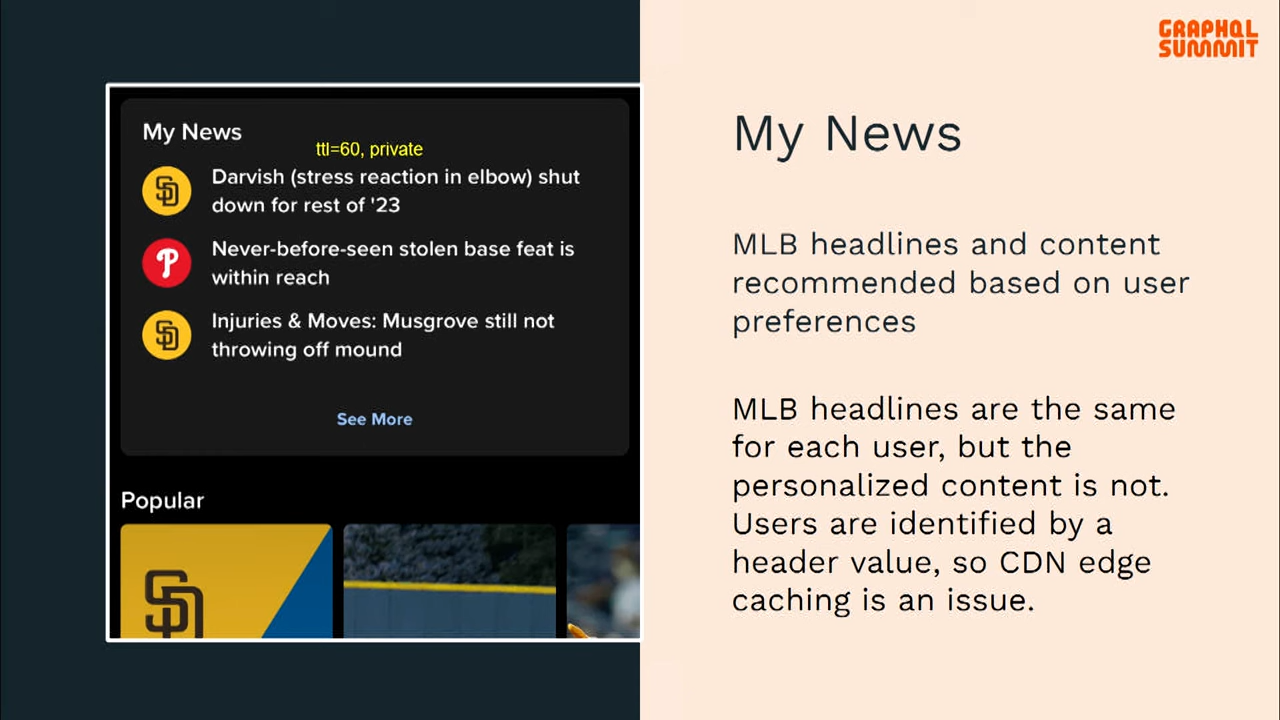 GRAPHQL
SUMMIT
My News
ttl=60, private
Darvish (stress reaction in elbow) shut
down for rest of '23
Never-before-seen stolen base feat is
within reach
Injuries & Moves: Musgrove still not
throwing off mound
See More
Popular
SD
My News
MLB headlines and content
recommended based on user
preferences
MLB headlines are the same
for each user, but the
personalized content is not.
Users are identified by a
header value, so CDN edge
caching is an issue.